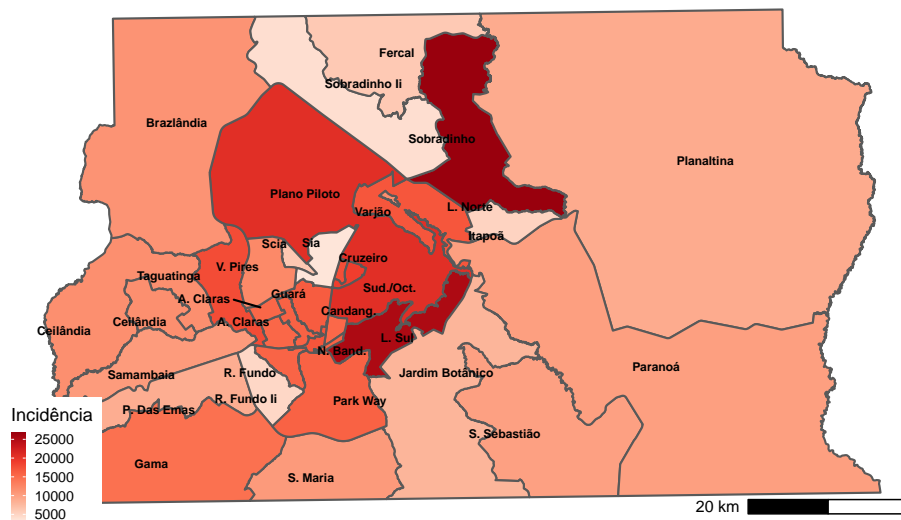 Fercal
Sobradinho Ii
Brazlândia
Sobradinho
Planaltina
Plano Piloto
L. Norte
Varjão
Itapoã
Scia
Sia
Cruzeiro
V. Pires
Taguatinga
Guará
Sud./Oct.
A. Claras
Candang.
Ceilândia
Ceilândia
A. Claras
L. Sul
N. Band.
Samambaia
R. Fundo
Jardim Botânico
Paranoá
R. Fundo Ii
Park Way
P. Das Emas
S. Sebastião
Gama
S. Maria
Incidência
25000
20000
15000
10000
5000
20 km